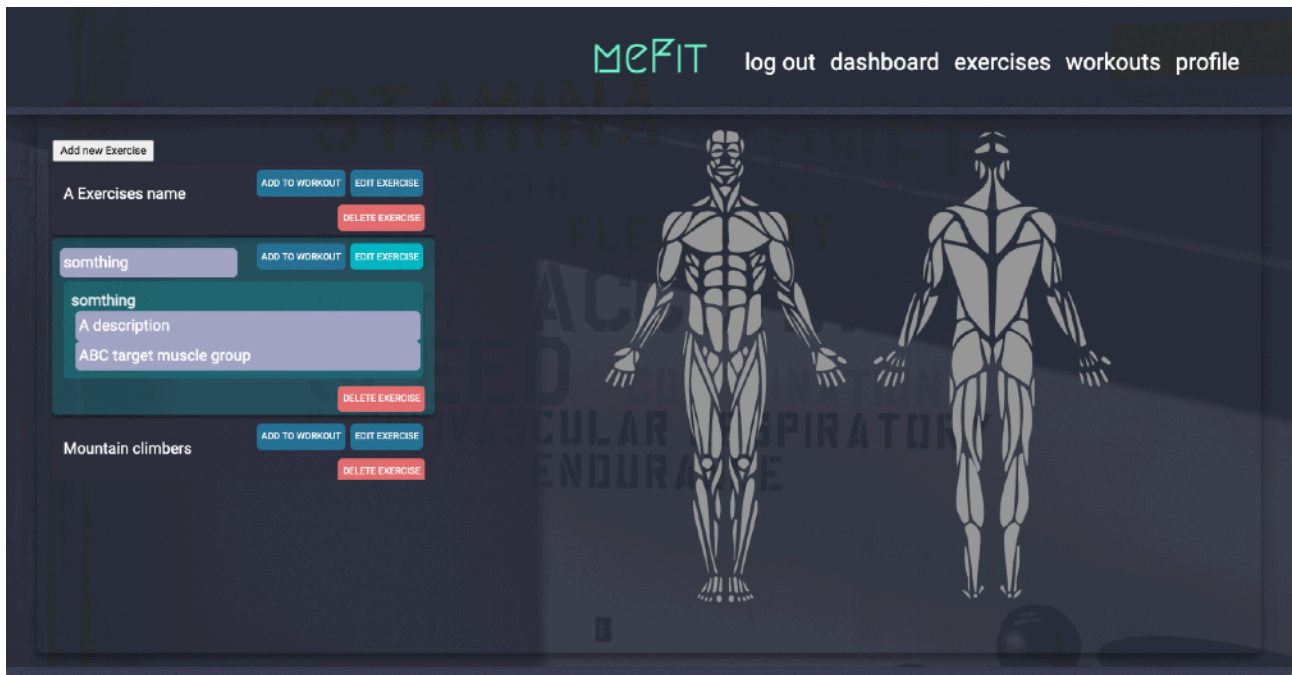 MeFIT
log out dashboard exercises workouts profile
STAMINA
Add new Exercise
A Exercises name
ADD TO WORKOUT EDIT EXERCISE
DELETE EXERCISE
somthing
ADD TO WORKOUT EDIT EXERCISE
somthing
A description
ABC target muscle group
DELETE EXERCISE
Mountain climbers
ADD TO WORKOUT EDIT EXERCISE
DELETE EXERCISE
ENDURANCE